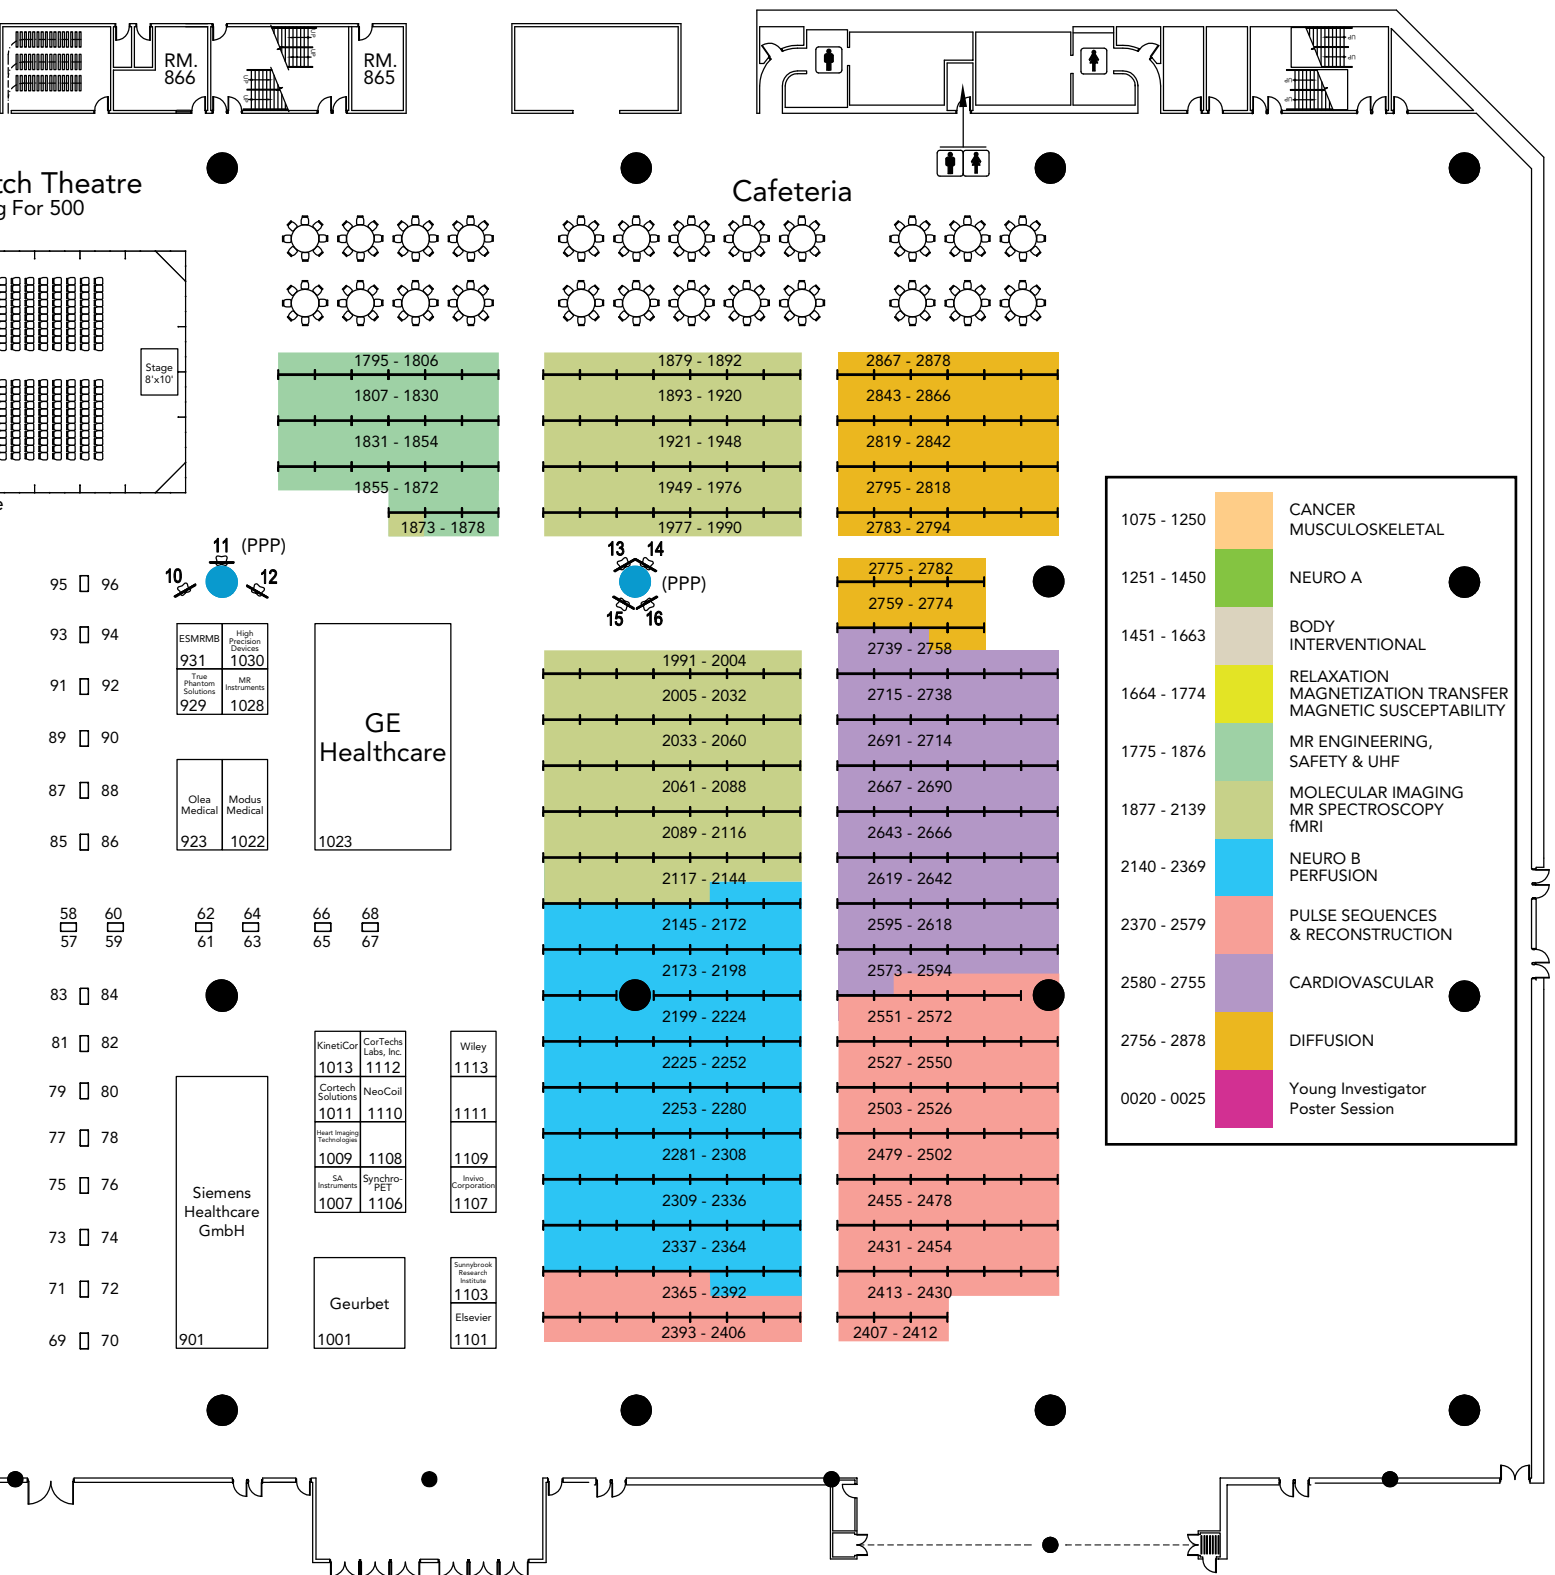 RM.
866
RM.
865
UP
UP
UP
UP
UP
UP
UP
UP
tch Theatre
g For 500
Cafeteria
Stage
8'x10'
e
1795 - 1806
1807 - 1830
1831 - 1854
1855 - 1872
1873 - 1878
1879 - 1892
1893 - 1920
1921 - 1948
1949 - 1976
1977 - 1990
2867 - 2878
2843 - 2866
2819 - 2842
2795 - 2818
2783 - 2794
11 (PPP)
10
12
13 14
(PPP)
15 16
2775 - 2782
2759 - 2774
2739 - 2758
2715 - 2738
2691 - 2714
2667 - 2690
2643 - 2666
2619 - 2642
2595 - 2618
2573 - 2594
2551 - 2572
2527 - 2550
2503 - 2526
2479 - 2502
2455 - 2478
2431 - 2454
2413 - 2430
2407 - 2412
1991 - 2004
2005 - 2032
2033 - 2060
2061 - 2088
2089 - 2116
2117 - 2144
2145 - 2172
2173 - 2198
2199 - 2224
2225 - 2252
2253 - 2280
2281 - 2308
2309 - 2336
2337 - 2364
2365 - 2392
2393 - 2406
95 96
93 94
91 92
89 90
87 88
85 86
58 60 62 64 66 68
57 59 61 63 65 67
83 84
81 82
79 80
77 78
75 76
73 74
71 72
69 70
ESMRMB
931
High
Precision
Devices
1030
True
Phantom
Solutions
929
MR
Instruments
1028
Olea
Medical
923
Modus
Medical
1022
GE
Healthcare
1023
KinetiCor
1013
CorTechs
Labs, Inc.
1112
Cortech
Solutions
1011
NeoCoil
1110
Heart Imaging
Technologies
1009
1108
SA
Instruments
1007
Synchro-
PET
1106
Wiley
1113
1111
1109
Invivo
Corporation
1107
Siemens
Healthcare
GmbH
901
Geurbet
1001
Sunnybrook
Research
Institute
1103
Elsevier
1101
1075 - 1250
CANCER
MUSCULOSKELETAL
1251 - 1450
NEURO A
1451 - 1663
BODY
INTERVENTIONAL
1664 - 1774
RELAXATION
MAGNETIZATION TRANSFER
MAGNETIC SUSCEPTABILITY
1775 - 1876
MR ENGINEERING,
SAFETY & UHF
1877 - 2139
MOLECULAR IMAGING
MR SPECTROSCOPY
fMRI
2140 - 2369
NEURO B
PERFUSION
2370 - 2579
PULSE SEQUENCES
& RECONSTRUCTION
2580 - 2755
CARDIOVASCULAR
2756 - 2878
DIFFUSION
0020 - 0025
Young Investigator
Poster Session